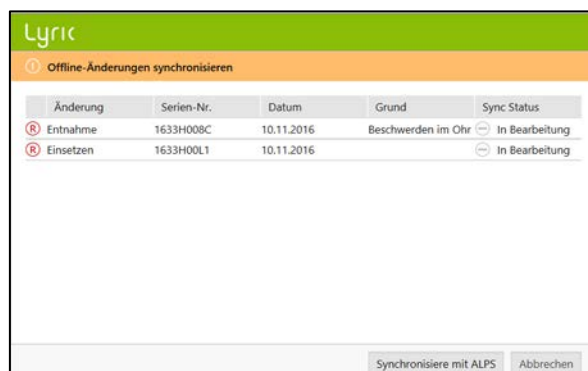 Lyric
Offline-Änderungen synchronisieren
Änderung Serien-Nr. Datum Grund Sync Status
R Entnahme 1633H008C 10.11.2016 Beschwerden im Ohr In Bearbeitung
R Einsetzen 1633H00L1 10.11.2016 In Bearbeitung
Synchronisiere mit ALPS Abbrechen